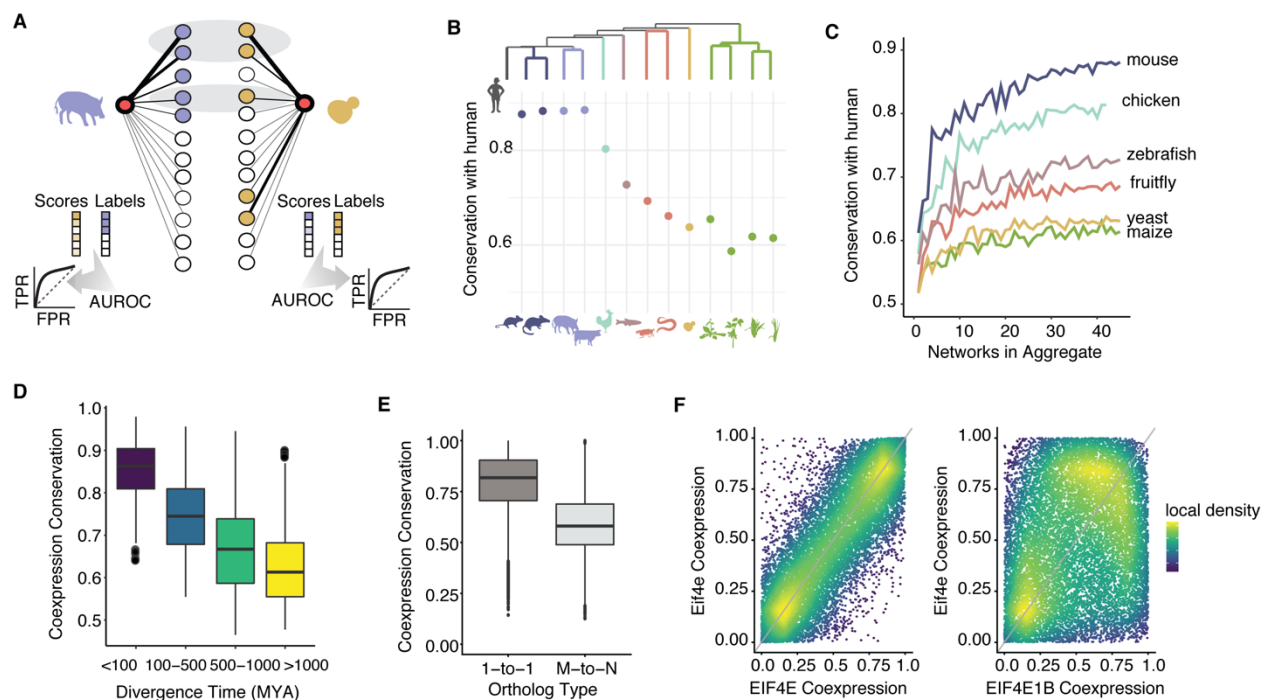 A
Scores Labels
Scores Labels
TPR
AUROC
FPR
AUROC
TPR
FPR
B
Conservation with human
0.8
0.6
C
Conservation with human
0.9
0.8
0.7
0.6
0.5
mouse
chicken
zebrafish
fruitfly
yeast
maize
0 10 20 30 40
Networks in Aggregate
D
Coexpression Conservation
1.0
0.9
0.8
0.7
0.6
0.5
<100 100–500 500–1000 >1000
Divergence Time (MYA)
E
Coexpression Conservation
1.00
0.75
0.50
0.25
0.00
1–to–1 M–to–N
Ortholog Type
F
Eif4e Coexpression
1.00
0.75
0.50
0.25
0.00
0.0 0.25 0.5 0.75 1.0
EIF4E Coexpression
Eif4e Coexpression
1.00
0.75
0.50
0.25
0.00
0.0 0.25 0.5 0.75 1.0
EIF4E1B Coexpression
local density